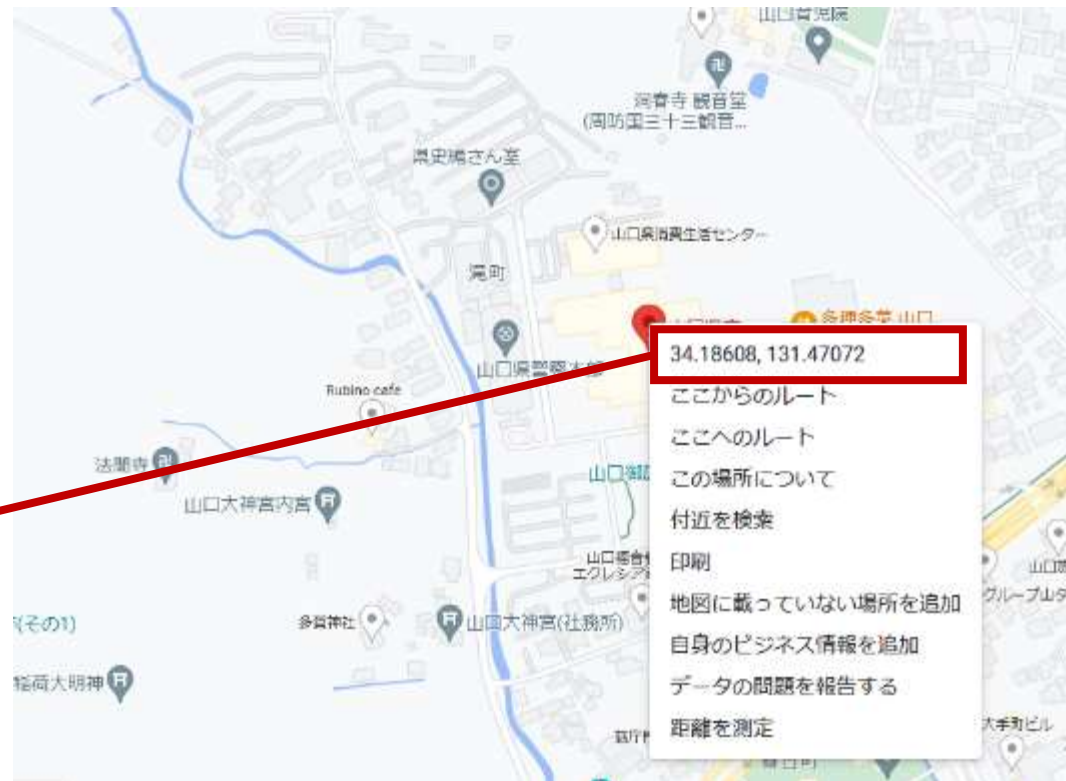 山口育児院
洞春寺 観音堂
(周防国三十三観音...
県史編さん室
山口県消費生活センター
滝町
山口県警察本部
Rubino cafe
34.18608, 131.47072
ここからのルート
ここへのルート
この場所について
付近を検索
印刷
地図に載っていない場所を追加
自身のビジネス情報を追加
データの問題を報告する
距離を測定
山口大神宮内宮
多賀神社
山口大神宮(社務所)
(その1)
稲荷大明神
大手町ビル
春日町